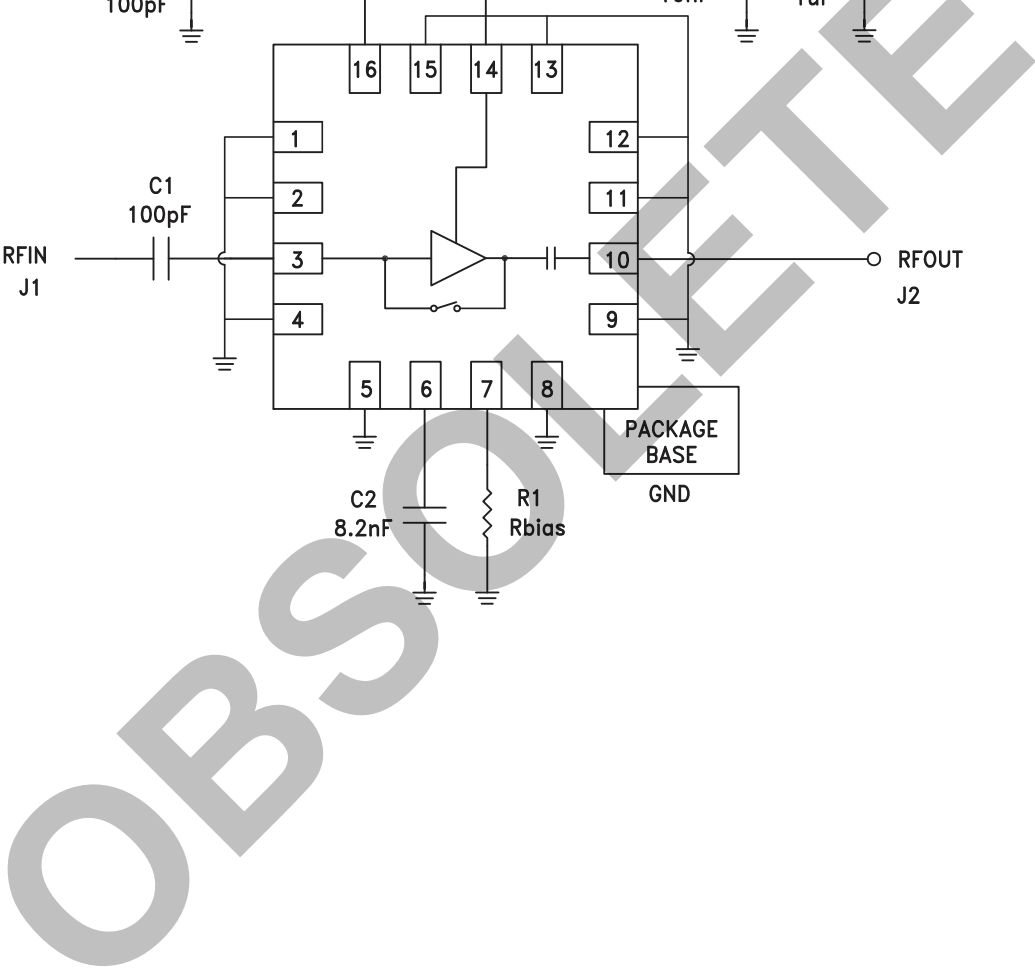 100pF
16 15 14 13
1 12
2 11
C1
100pF
RFIN
J1
3 10
RFOUT
J2
4 9
5 6 7 8
PACKAGE
BASE
GND
C2
8.2nF
R1
Rbias
OBSOLETE